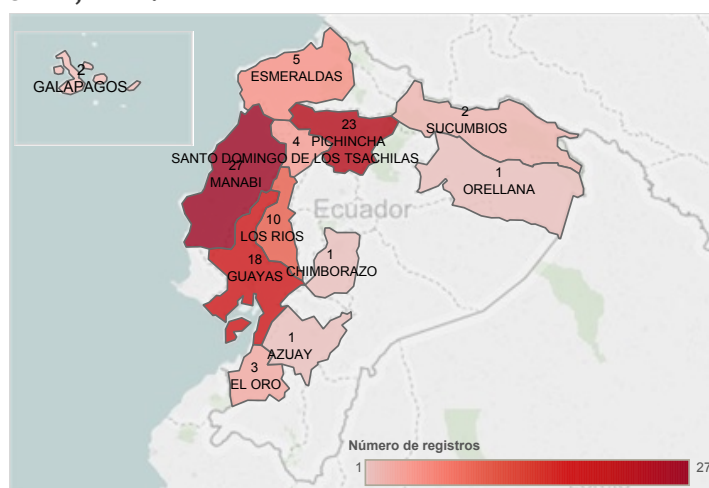 2
GALAPAGOS
5
ESMERALDAS
2
SUCUMBIOS
23
PICHINCHA
4
SANTO DOMINGO DE LOS TSACHILAS
27
MANABI
1
ORELLANA
Ecuador
10
LOS RIOS
18
GUAYAS
1
CHIMBORAZO
1
AZUAY
3
EL ORO
Número de registros
1 27